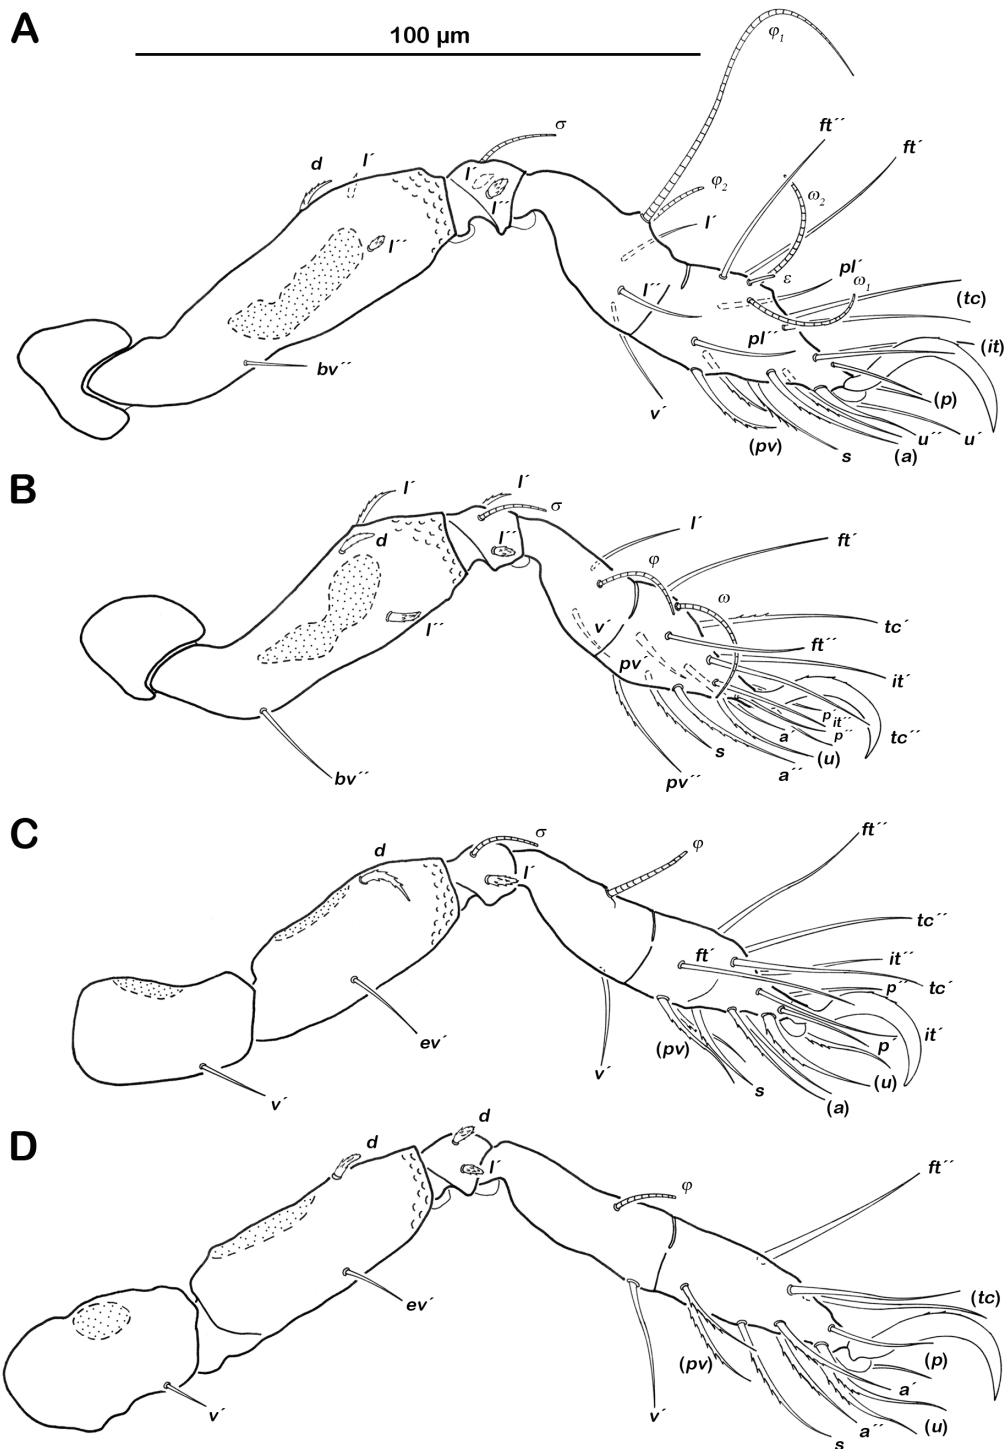 A
100 µm
φ1
ft´´
ft´
σ
d
l´
l´
l´´
φ2
ω2
l´
l´´
ε
pl´
ω1
(tc)
l´´
pl´´
(it)
bv´´
(p)
v´
(pv)
s
(a)
u´´
u´
B
l´
l´
σ
d
l´´
l´
ft´
φ
ω
l´´
v´
tc´
ft´´
pv´
it´
p´
it´´
p´´
tc´´
a´
s
(u)
a´´
bv´´
pv´´
C
σ
φ
ft´´
d
l´
tc´´
ft´
it´´
p´´
tc´
ev´
(pv)
p´
it´
v´
v´
s
(u)
(a)
D
d
d
l´
φ
ft´´
ev´
(tc)
(pv)
(p)
a´
v´
v´
(u)
a´´
s